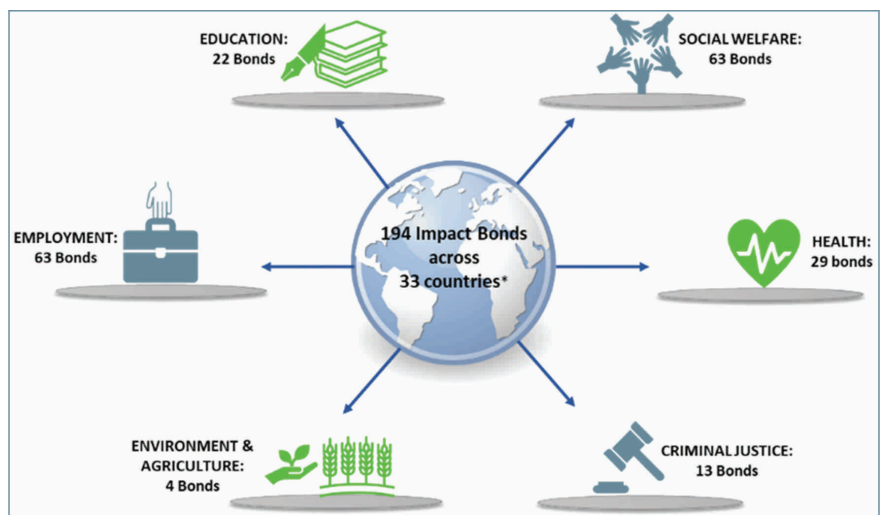 EDUCATION:
22 Bonds
SOCIAL WELFARE:
63 Bonds
194 Impact Bonds
across
33 countries*
EMPLOYMENT:
63 Bonds
HEALTH:
29 bonds
ENVIRONMENT &
AGRICULTURE:
4 Bonds
CRIMINAL JUSTICE:
13 Bonds